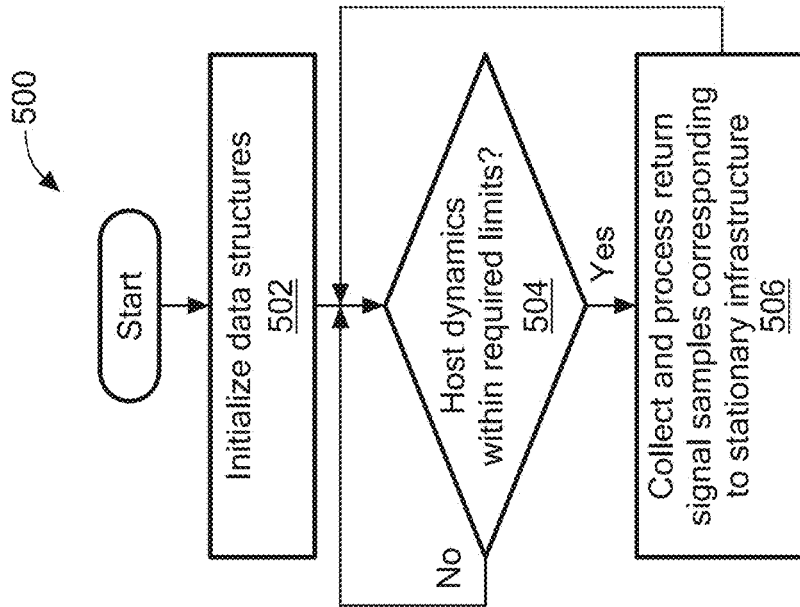 500
Start
Initialize data structures
502
Host dynamics
within required limits?
504
No
Yes
Collect and process return
signal samples corresponding
to stationary infrastructure
506